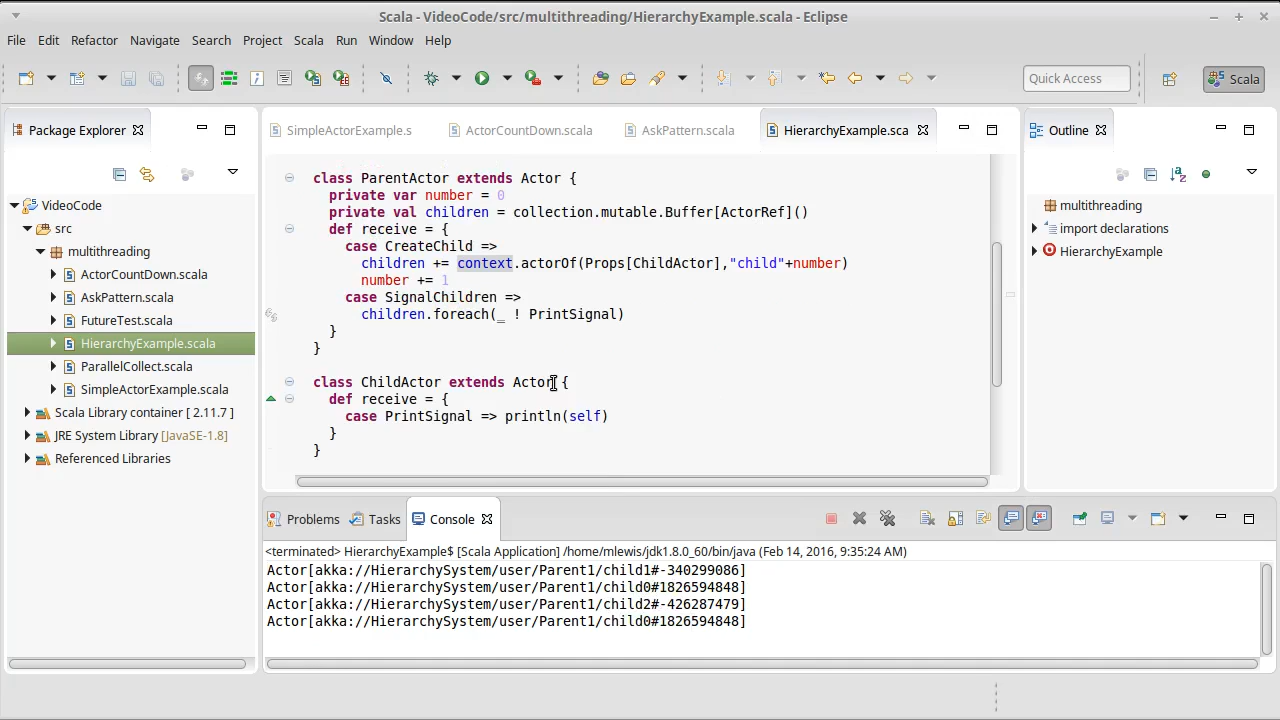 Scala - VideoCode/src/multithreading/HierarchyExample.scala - Eclipse
File Edit Refactor Navigate Search Project Scala Run Window Help
Quick Access
Scala
Package Explorer
VideoCode
src
multithreading
ActorCountDown.scala
AskPattern.scala
FutureTest.scala
HierarchyExample.scala
ParallelCollect.scala
SimpleActorExample.scala
Scala Library container [ 2.11.7 ]
JRE System Library [JavaSE-1.8]
Referenced Libraries
SimpleActorExample.s ActorCountDown.scala AskPattern.scala HierarchyExample.sca
class ParentActor extends Actor {
private var number = 0
private val children = collection.mutable.Buffer[ActorRef]()
def receive = {
case CreateChild =>
children += context.actorOf(Props[ChildActor],"child"+number)
number += 1
case SignalChildren =>
children.foreach(_ ! PrintSignal)
}
}
class ChildActor extends Actor {
def receive = {
case PrintSignal => println(self)
}
}
Outline
multithreading
import declarations
HierarchyExample
Problems Tasks Console
<terminated> HierarchyExample$ [Scala Application] /home/mlewis/jdk1.8.0_60/bin/java (Feb 14, 2016, 9:35:24 AM)
Actor[akka://HierarchySystem/user/Parent1/child1#-340299086]
Actor[akka://HierarchySystem/user/Parent1/child0#1826594848]
Actor[akka://HierarchySystem/user/Parent1/child2#-426287479]
Actor[akka://HierarchySystem/user/Parent1/child0#1826594848]